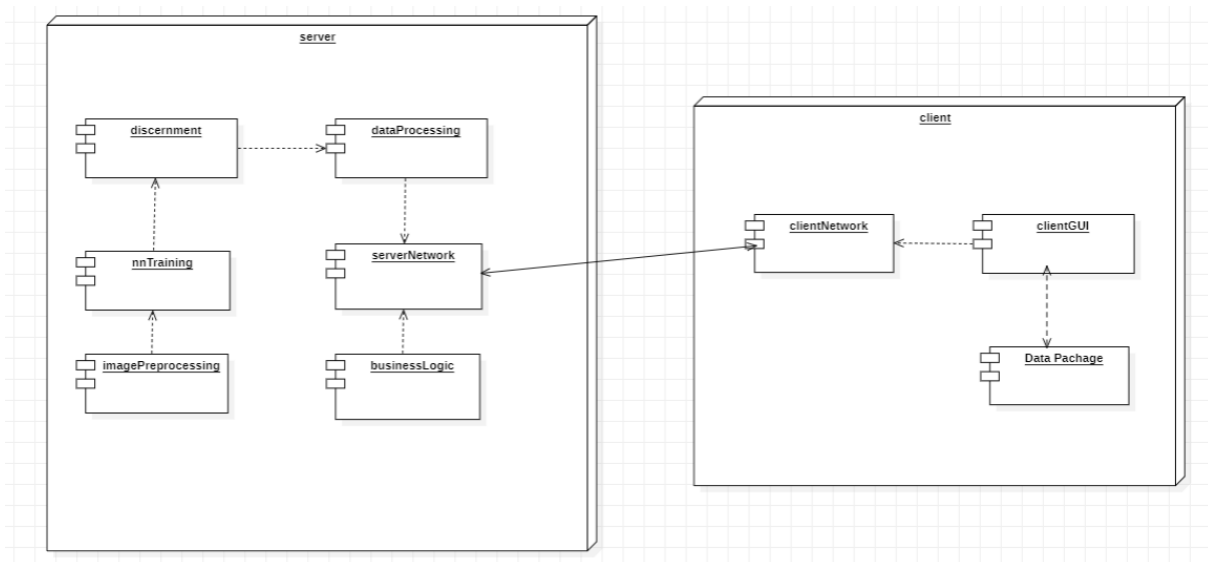 server
discernment
dataProcessing
nnTraining
serverNetwork
imagePreprocessing
businessLogic
client
clientNetwork
clientGUI
Data Pachage